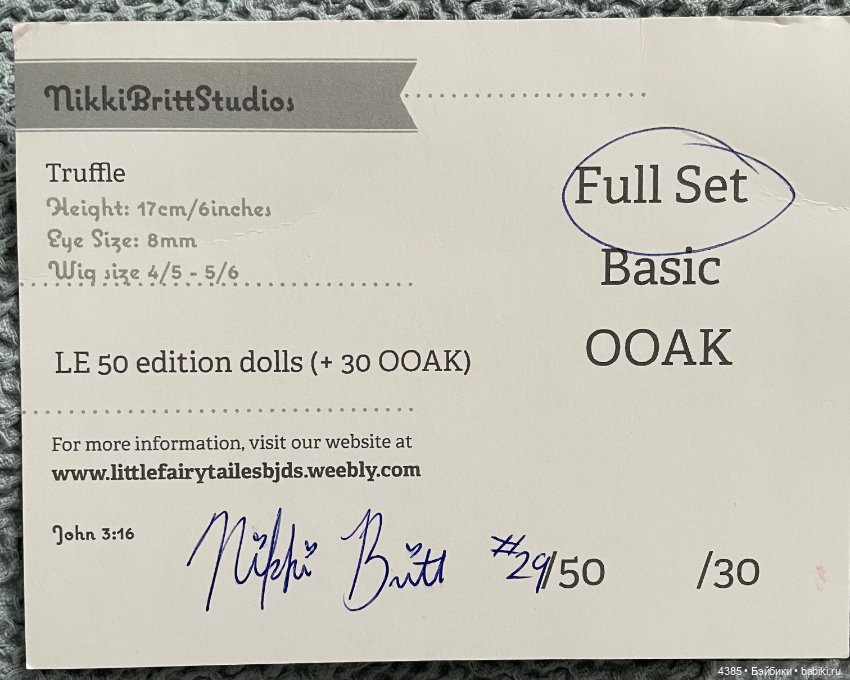 NikkiBrittStudios
Truffle
Height: 17cm/6inches
Eye Size: 8mm
Wig size 4/5 - 5/6
Full Set
Basic
OOAK
LE 50 edition dolls (+ 30 OOAK)
For more information, visit our website at
www.littlefairytailesbjds.weebly.com
John 3:16
Nikki Britt #29/50 /30
4385 • Бэйбики • babiki.ru